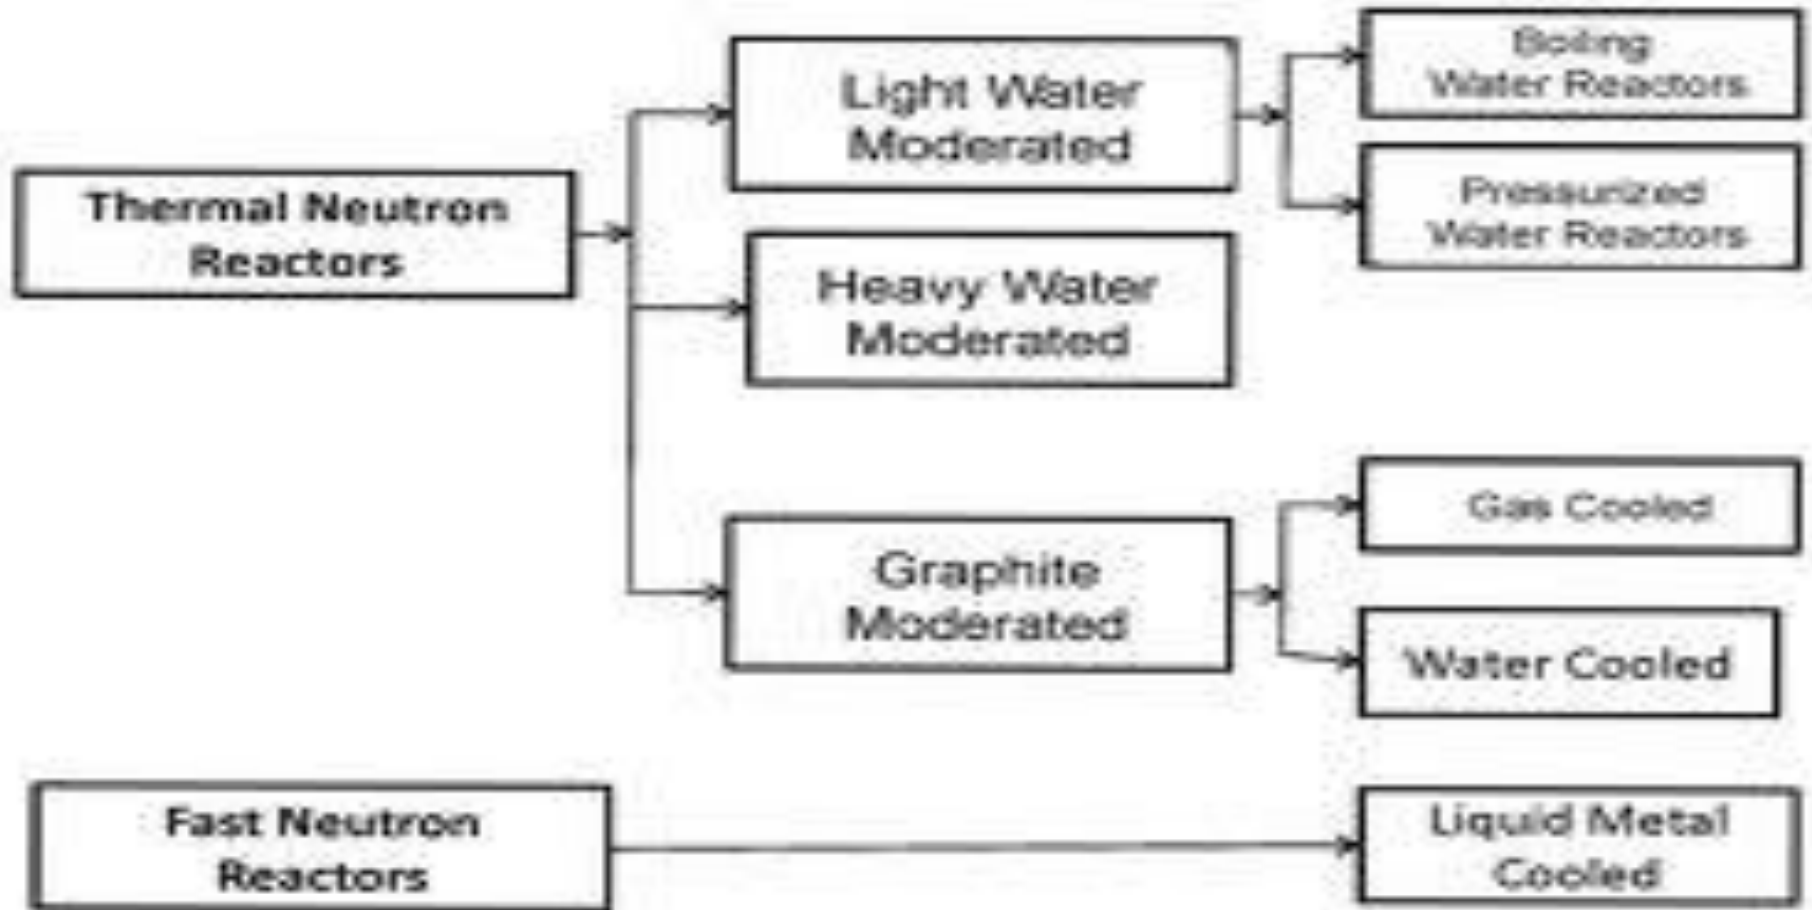 Thermal Neutron
Reactors
Light Water
Moderated
Boiling
Water Reactors
Pressurized
Water Reactors
Heavy Water
Moderated
Graphite
Moderated
Gas Cooled
Water Cooled
Fast Neutron
Reactors
Liquid Metal
Cooled